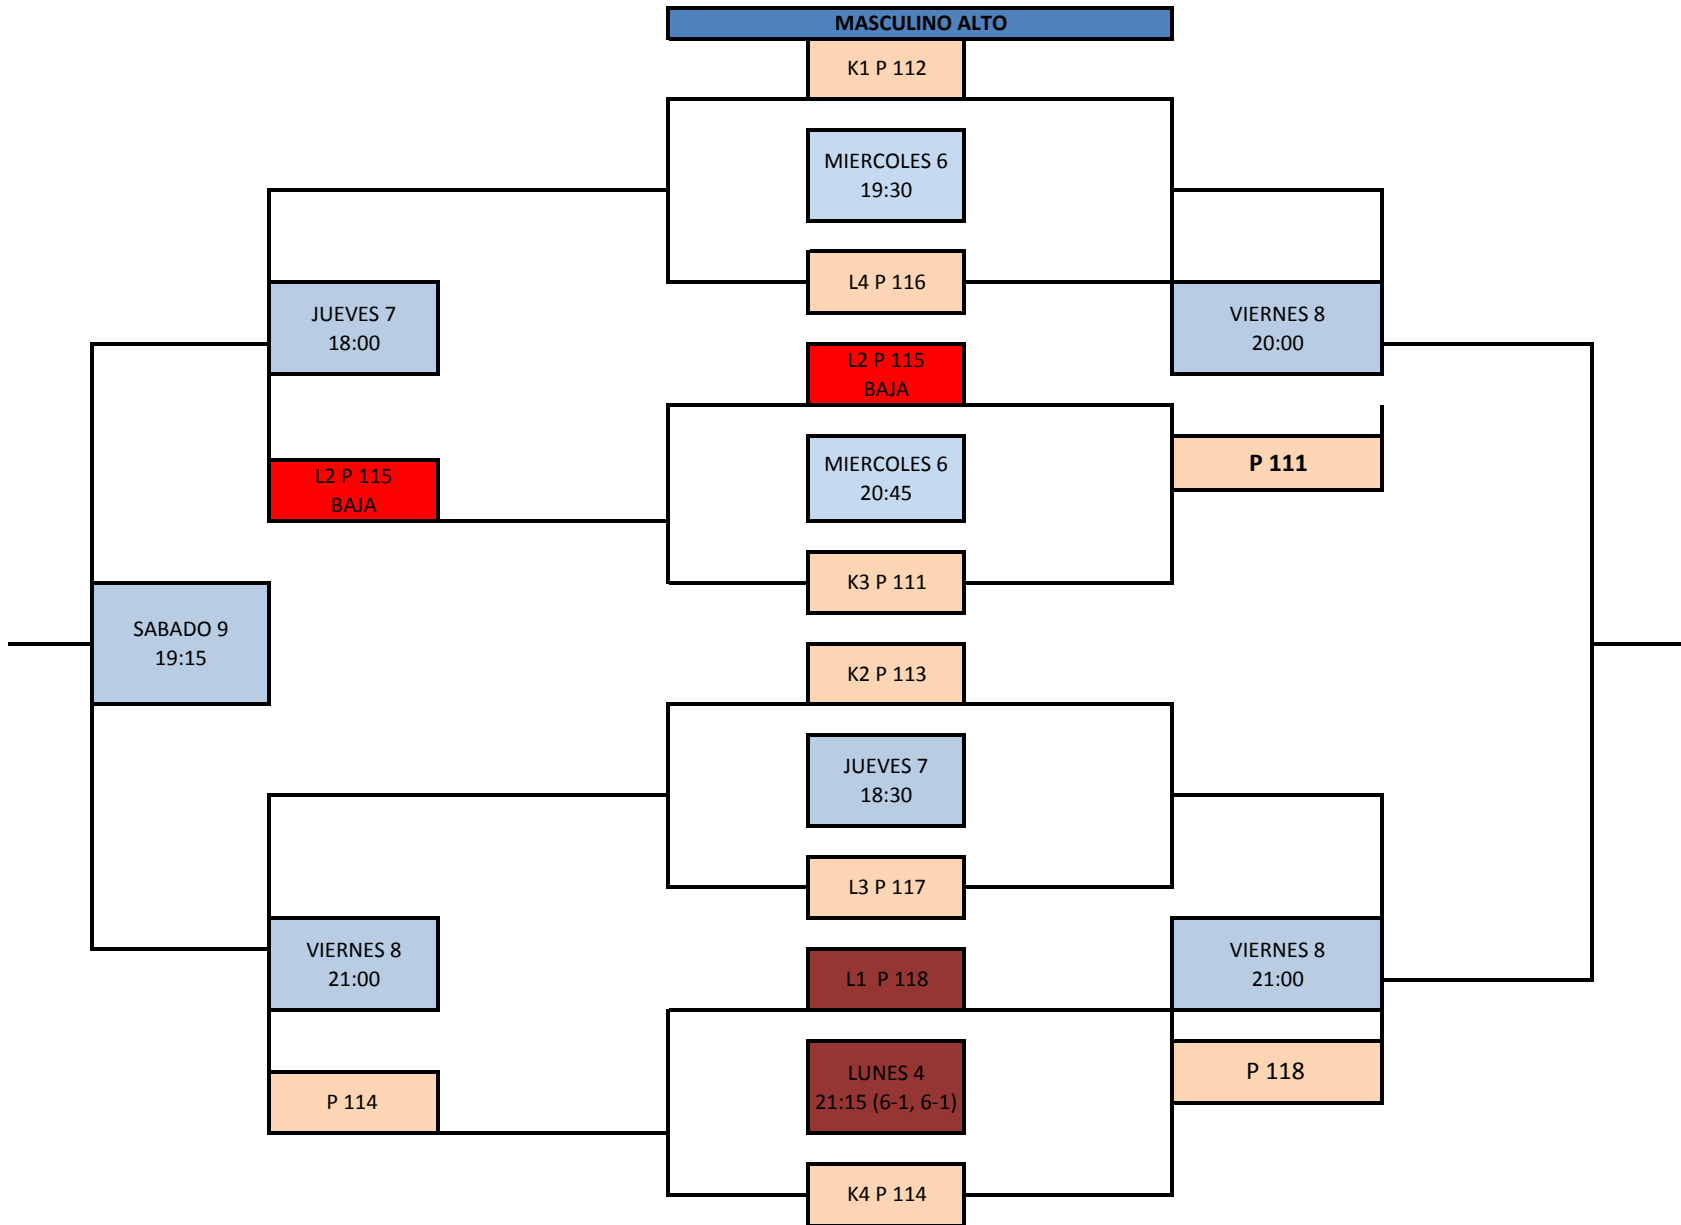 MASCULINO ALTO
K1 P 112
MIERCOLES 6
19:30
L4 P 116
JUEVES 7
18:00
VIERNES 8
20:00
L2 P 115
BAJA
MIERCOLES 6
20:45
P 111
L2 P 115
BAJA
K3 P 111
SABADO 9
19:15
K2 P 113
JUEVES 7
18:30
L3 P 117
VIERNES 8
21:00
L1  P 118
VIERNES 8
21:00
LUNES 4
21:15 (6-1, 6-1)
P 118
P 114
K4 P 114